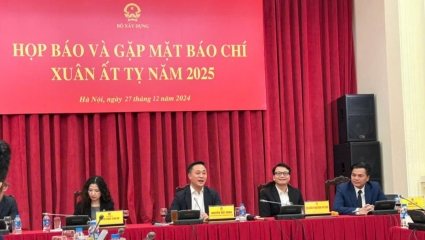 BỘ XÂY DỰNG
HỌP BÁO VÀ GẶP MẶT BÁO CHÍ
XUÂN ẤT TỴ NĂM 2025
Hà Nội, ngày 27 tháng 12 năm 2024